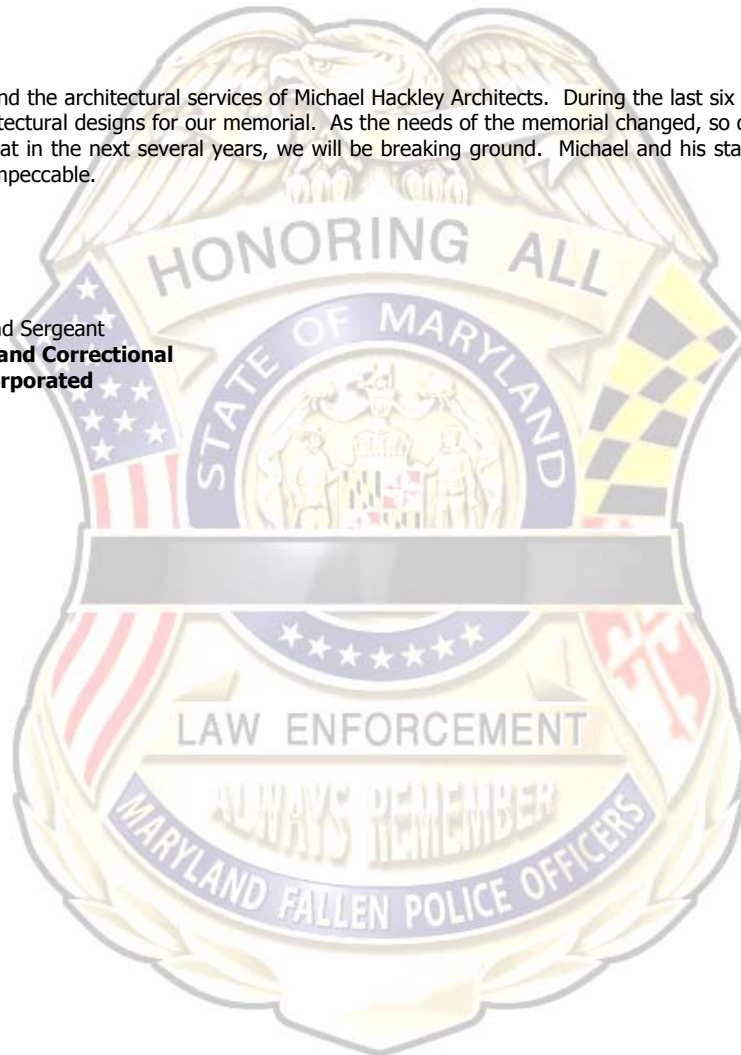 nd the architectural services of Michael Hackley Architects. During the last six
tectural designs for our memorial. As the needs of the memorial changed, so
at in the next several years, we will be breaking ground. Michael and his
mpeccable.
HONORING ALL
STATE OF MARYLAND
nd Sergeant
and Correctional
rporated
LAW ENFORCEMENT
ALWAYS REMEMBER
MARYLAND FALLEN POLICE OFFICERS